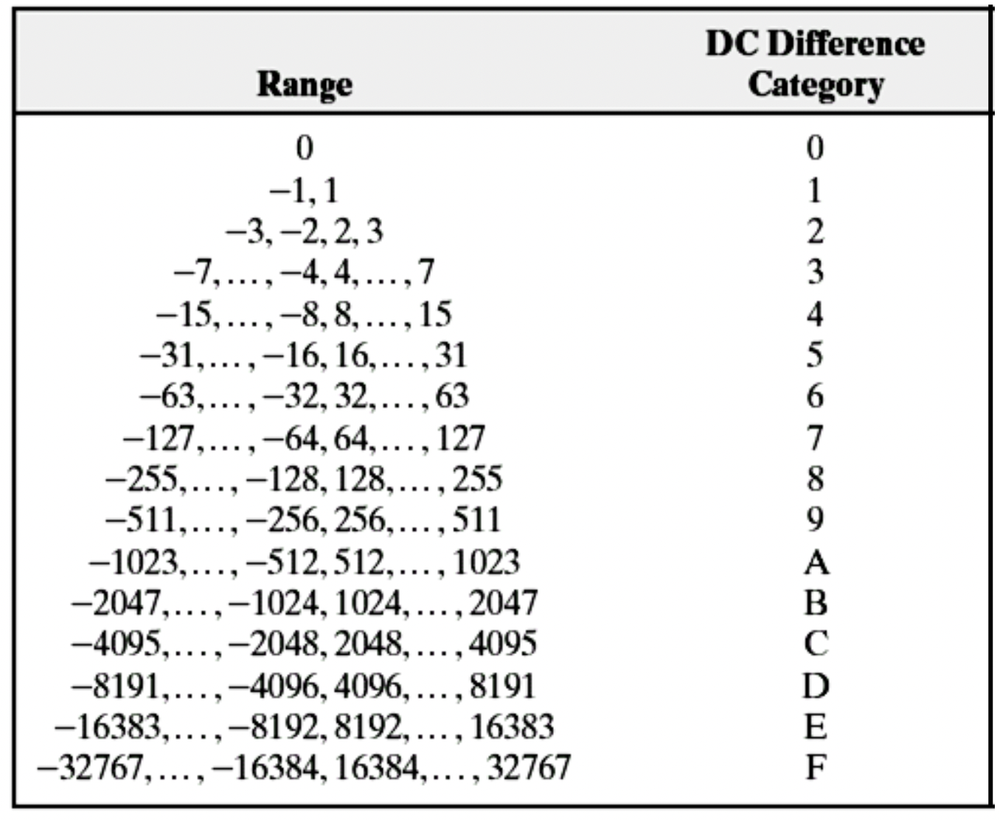 Range DC Difference Category
0 0
−1, 1 1
−3, −2, 2, 3 2
−7, ..., −4, 4, ..., 7 3
−15, ..., −8, 8, ..., 15 4
−31, ..., −16, 16, ..., 31 5
−63, ..., −32, 32, ..., 63 6
−127, ..., −64, 64, ..., 127 7
−255, ..., −128, 128, ..., 255 8
−511, ..., −256, 256, ..., 511 9
−1023, ..., −512, 512, ..., 1023 A
−2047, ..., −1024, 1024, ..., 2047 B
−4095, ..., −2048, 2048, ..., 4095 C
−8191, ..., −4096, 4096, ..., 8191 D
−16383, ..., −8192, 8192, ..., 16383 E
−32767, ..., −16384, 16384, ..., 32767 F